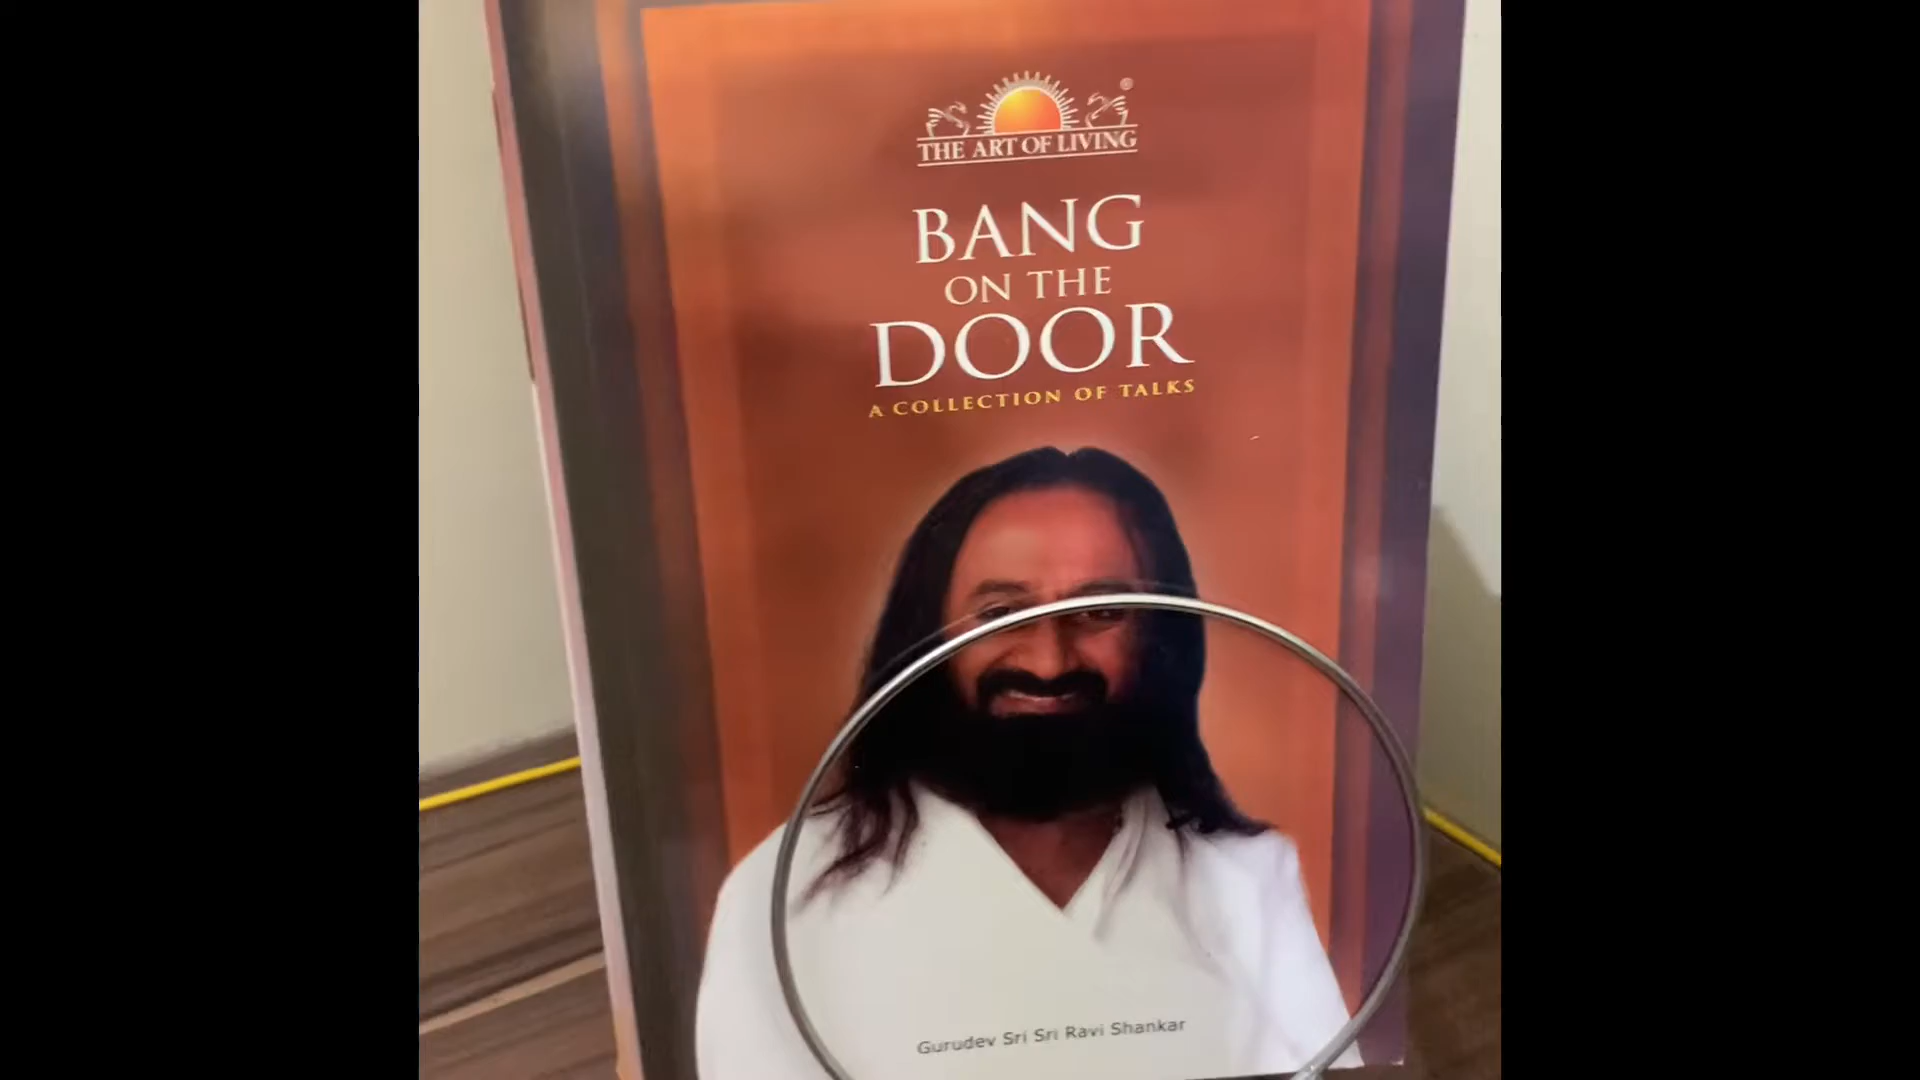 THE ART OF LIVING
BANG
ON THE
DOOR
A COLLECTION OF TALKS
Gurudev Sri Sri Ravi Shankar